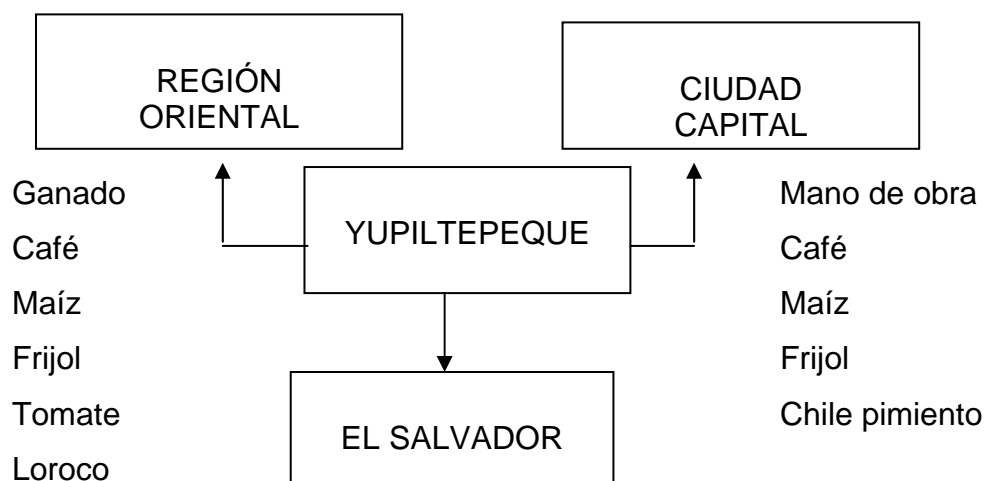 REGIÓN
ORIENTAL
CIUDAD
CAPITAL
Ganado
Café
Maíz
Frijol
Tomate
Loroco
YUPILTEPEQUE
Mano de obra
Café
Maíz
Frijol
Chile pimiento
EL SALVADOR